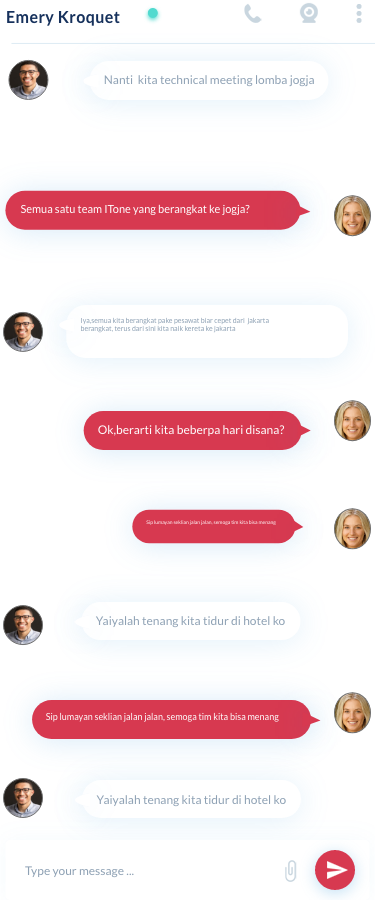 Emery Kroquet
Nanti kita technical meeting lomba jogja
Semua satu team ITone yang berangkat ke jogja?
Iya,semua kita berangkat pake pesawat biar cepet dari jakarta
berangkat, terus dari sini kita naik kereta ke jakarta
Ok,berarti kita beberpa hari disana?
Sip lumayan seklian jalan jalan, semoga tim kita bisa menang
Yaiyalah tenang kita tidur di hotel ko
Sip lumayan seklian jalan jalan, semoga tim kita bisa menang
Yaiyalah tenang kita tidur di hotel ko
Type your message ...